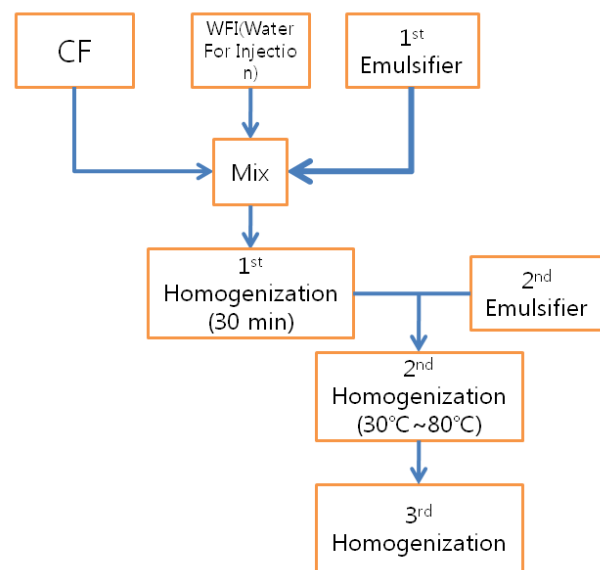 CF
WFI(Water
For Injectio
n)
1st
Emulsifier
Mix
1st
Homogenization
(30 min)
2nd
Emulsifier
2nd
Homogenization
(30℃~80℃)
3rd
Homogenization